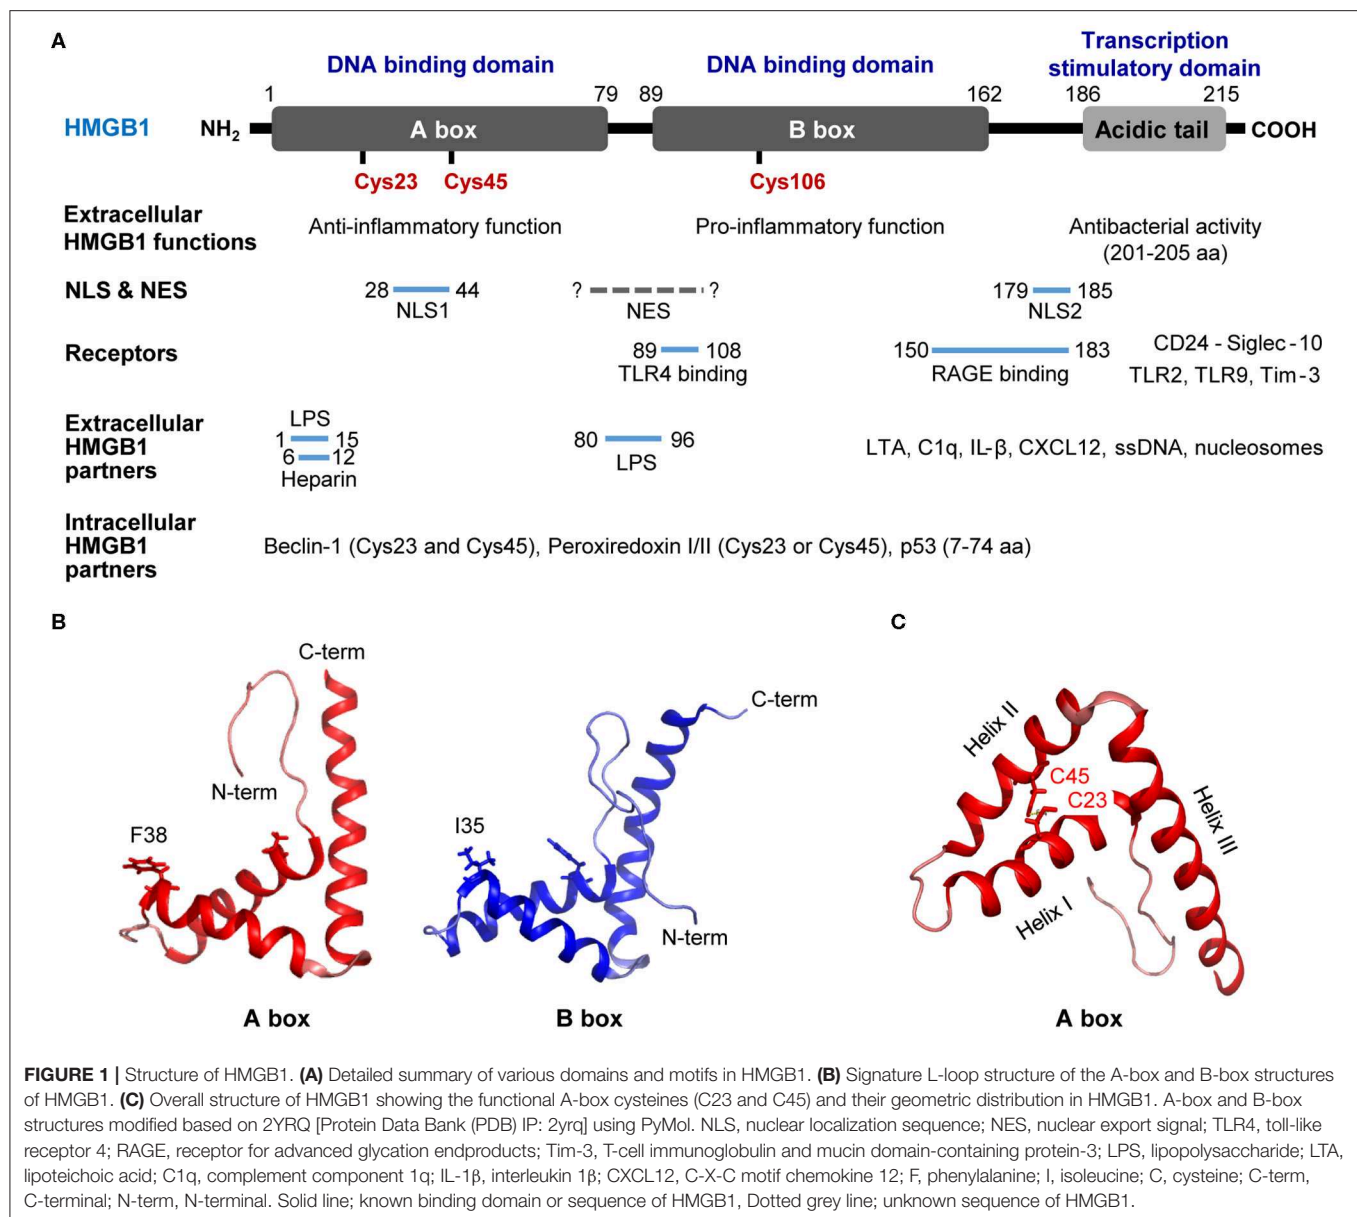 A
DNA binding domain
DNA binding domain
Transcription
stimulatory domain
1
79
89
162
186
215
HMGB1
NH2
A box
B box
Acidic tail
COOH
Cys23
Cys45
Cys106
Extracellular
HMGB1 functions
Anti-inflammatory function
Pro-inflammatory function
Antibacterial activity
(201-205 aa)
NLS & NES
28
44
NLS1
?
?
NES
179
185
NLS2
Receptors
89
108
TLR4 binding
150
183
RAGE binding
CD24 - Siglec - 10
TLR2, TLR9, Tim - 3
Extracellular
HMGB1
partners
LPS
1
15
6
12
Heparin
80
96
LPS
LTA, C1q, IL-β, CXCL12, ssDNA, nucleosomes
Intracellular
HMGB1
partners
Beclin-1 (Cys23 and Cys45), Peroxiredoxin I/II (Cys23 or Cys45), p53 (7-74 aa)
B
C-term
N-term
F38
A box
I35
C-term
N-term
B box
C
Helix II
C45
C23
Helix III
Helix I
A box
FIGURE 1 | Structure of HMGB1. (A) Detailed summary of various domains and motifs in HMGB1. (B) Signature L-loop structure of the A-box and B-box structures
of HMGB1. (C) Overall structure of HMGB1 showing the functional A-box cysteines (C23 and C45) and their geometric distribution in HMGB1. A-box and B-box
structures modified based on 2YRQ [Protein Data Bank (PDB) IP: 2yrq] using PyMol. NLS, nuclear localization sequence; NES, nuclear export signal; TLR4, toll-like
receptor 4; RAGE, receptor for advanced glycation endproducts; Tim-3, T-cell immunoglobulin and mucin domain-containing protein-3; LPS, lipopolysaccharide; LTA,
lipoteichoic acid; C1q, complement component 1q; IL-1β, interleukin 1β; CXCL12, C-X-C motif chemokine 12; F, phenylalanine; I, isoleucine; C, cysteine; C-term,
C-terminal; N-term, N-terminal. Solid line; known binding domain or sequence of HMGB1, Dotted grey line; unknown sequence of HMGB1.